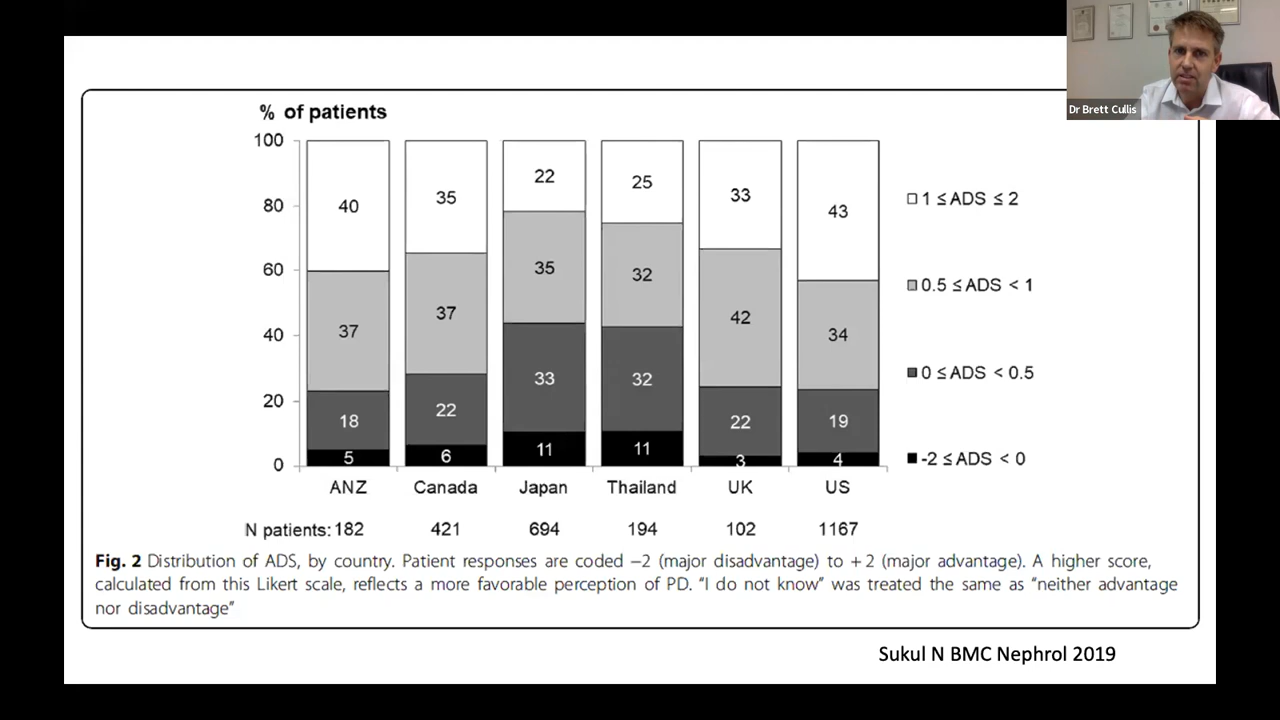 Dr Brett Cullis
% of patients
100
80
60
40
20
0
40
37
18
5
35
37
22
6
22
35
33
11
25
32
32
11
33
42
22
3
43
34
19
4
1 ≤ ADS ≤ 2
0.5 ≤ ADS < 1
0 ≤ ADS < 0.5
-2 ≤ ADS < 0
ANZ Canada Japan Thailand UK US
N patients: 182 421 694 194 102 1167
Fig. 2 Distribution of ADS, by country. Patient responses are coded −2 (major disadvantage) to + 2 (major advantage). A higher score,
calculated from this Likert scale, reflects a more favorable perception of PD. “I do not know” was treated the same as “neither advantage
nor disadvantage”
Sukul N BMC Nephrol 2019